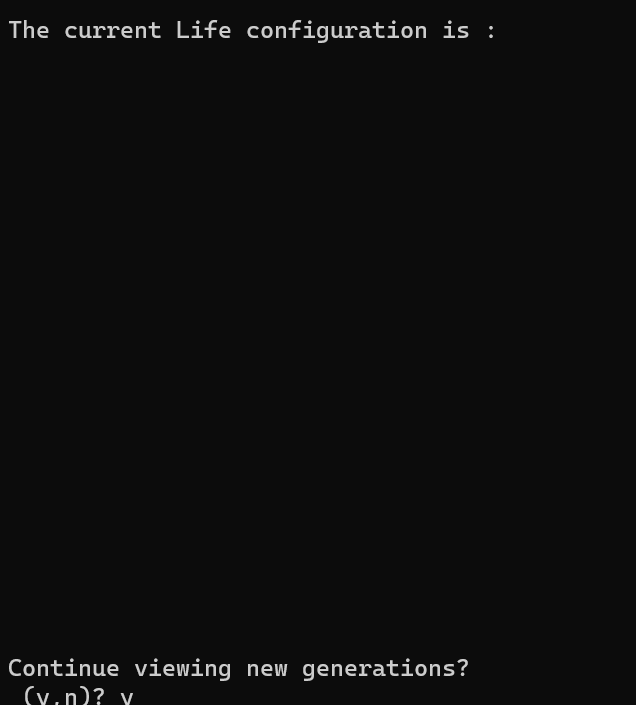 The current Life configuration is :
Continue viewing new generations?
(y,n)? y